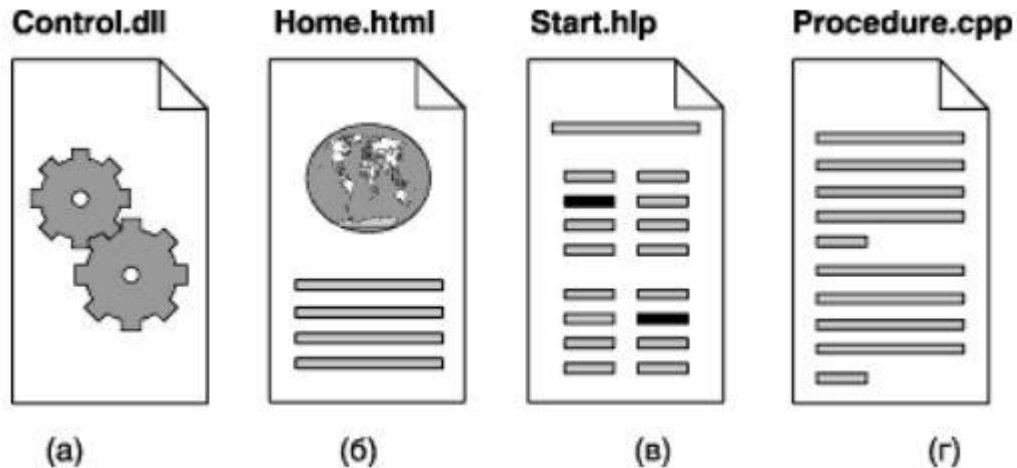 Control.dll Home.html Start.hlp Procedure.cpp
(а) (б) (в) (г)